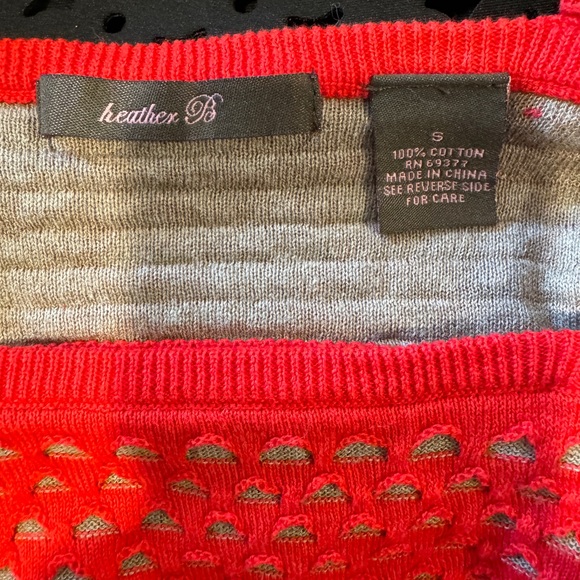 heather B
S
100% COTTON
RN 69377
MADE IN CHINA
SEE REVERSE SIDE
FOR CARE